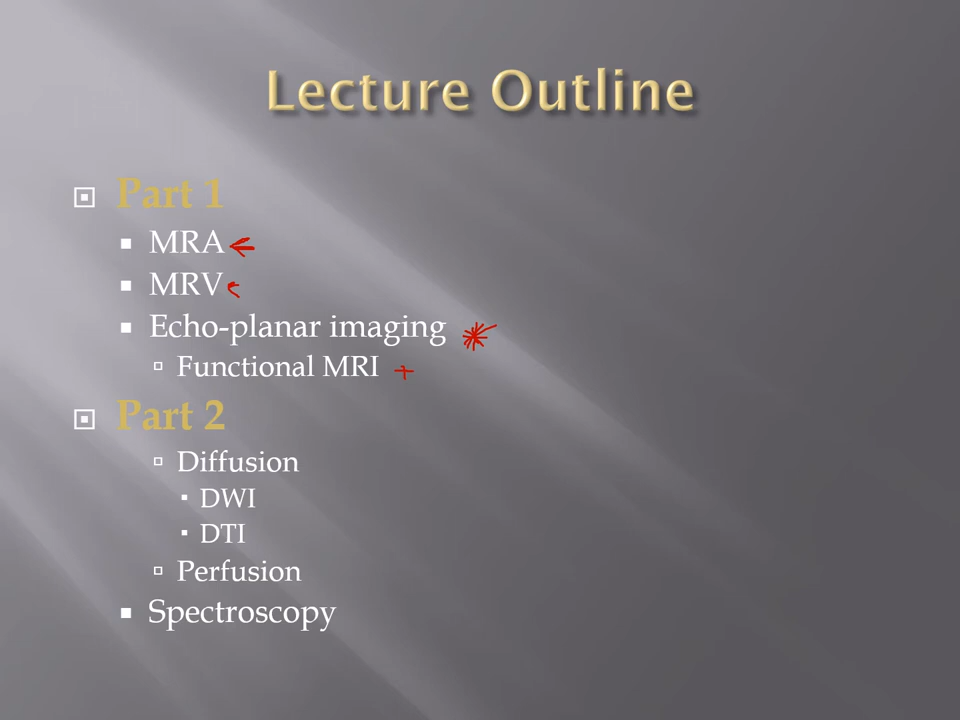 Lecture Outline
Part 1
MRA
MRV
Echo-planar imaging
Functional MRI
Part 2
Diffusion
DWI
DTI
Perfusion
Spectroscopy